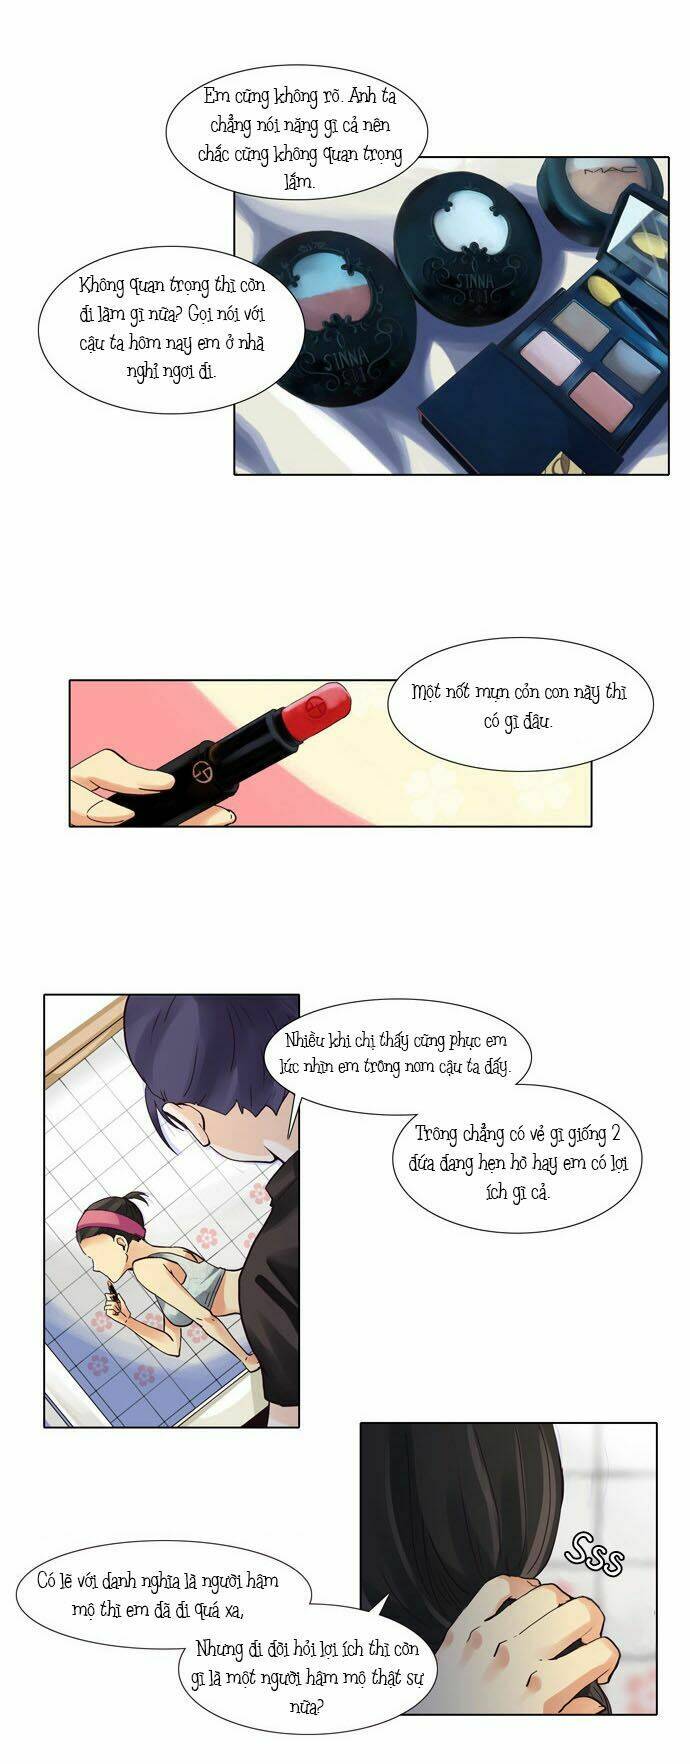 Em cũng không rõ. Anh ta
chẳng nói năng gì cả nên
chắc cũng không quan trọng
lắm.
MAC
SINNA
SUI
Không quan trọng thì còn
đi làm gì nữa? Gọi nói với
cậu ta hôm nay em ở nhà
nghỉ ngơi đi.
SINNA
SUI
Một nốt mụn cỏn con này thì
có gì đâu.
Nhiều khi chị thấy cũng phục em
lúc nhìn em trông nom cậu ta đấy.
Trông chẳng có vẻ gì giống 2
đứa đang hẹn hò hay em có lợi
ích gì cả.
Sss
Có lẽ với danh nghĩa là người hâm
mộ thì em đã đi quá xa,
Nhưng đi đòi hỏi lợi ích thì còn
gì là một người hâm mộ thật sự
nữa?